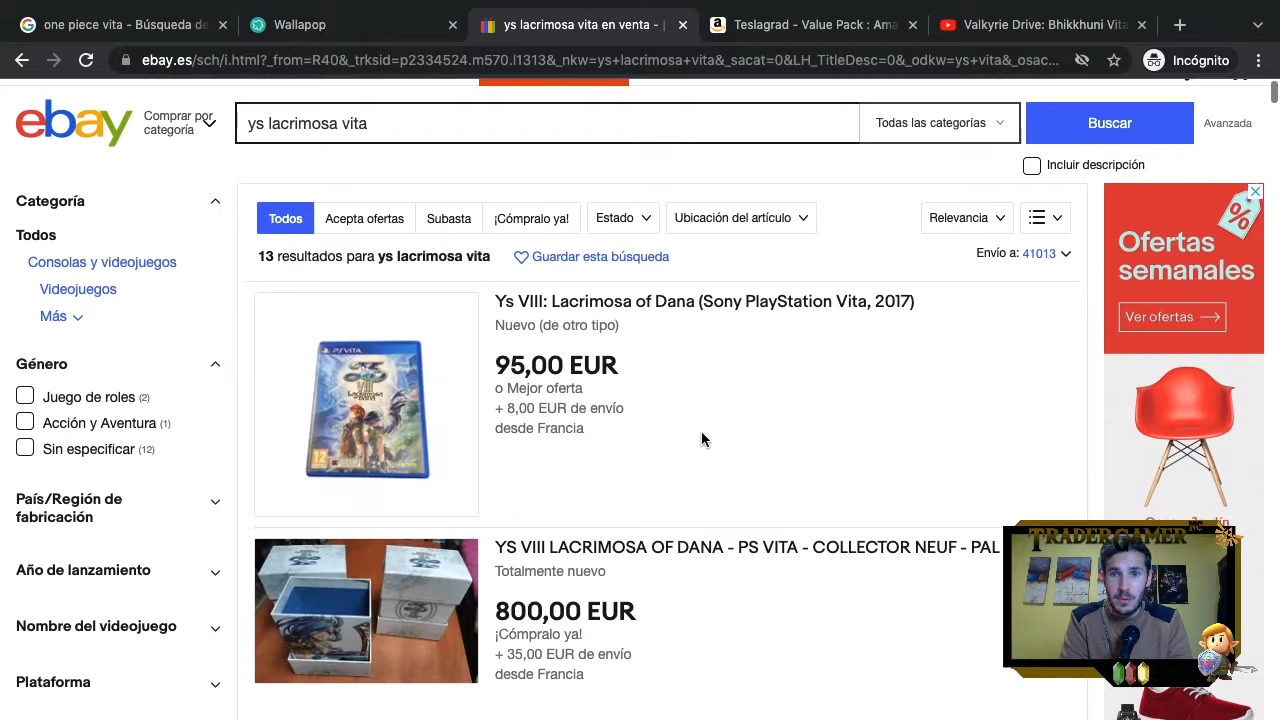 one piece vita - Búsqueda de
Wallapop
ys lacrimosa vita en venta - |
Teslagrad - Value Pack : Ama
Valkyrie Drive: Bhikkhuni Vita
ebay.es/sch/i.html?_from=R40&_trksid=p2334524.m570.l1313&_nkw=ys+lacrimosa+vita&_sacat=0&LH_TitleDesc=0&_odkw=ys+vita&_osac...
Incógnito
ebay
Comprar por
categoría
ys lacrimosa vita
Todas las categorías
Buscar
Avanzada
Incluir descripción
Categoría
Todos
Consolas y videojuegos
Videojuegos
Más
Género
Juego de roles (2)
Acción y Aventura (1)
Sin especificar (12)
País/Región de
fabricación
Año de lanzamiento
Nombre del videojuego
Plataforma
Todos
Acepta ofertas
Subasta
¡Cómpralo ya!
Estado
Ubicación del artículo
Relevancia
13 resultados para ys lacrimosa vita
Guardar esta búsqueda
Envío a: 41013
PSVITA
Ys
VIII
Lacrimosa
12
Ys VIII: Lacrimosa of Dana (Sony PlayStation Vita, 2017)
Nuevo (de otro tipo)
95,00 EUR
o Mejor oferta
+ 8,00 EUR de envío
desde Francia
YS VIII LACRIMOSA OF DANA - PS VITA - COLLECTOR NEUF - PAL
Totalmente nuevo
800,00 EUR
¡Cómpralo ya!
+ 35,00 EUR de envío
desde Francia
%
Ofertas
semanales
Ver ofertas
TRADERGAMER